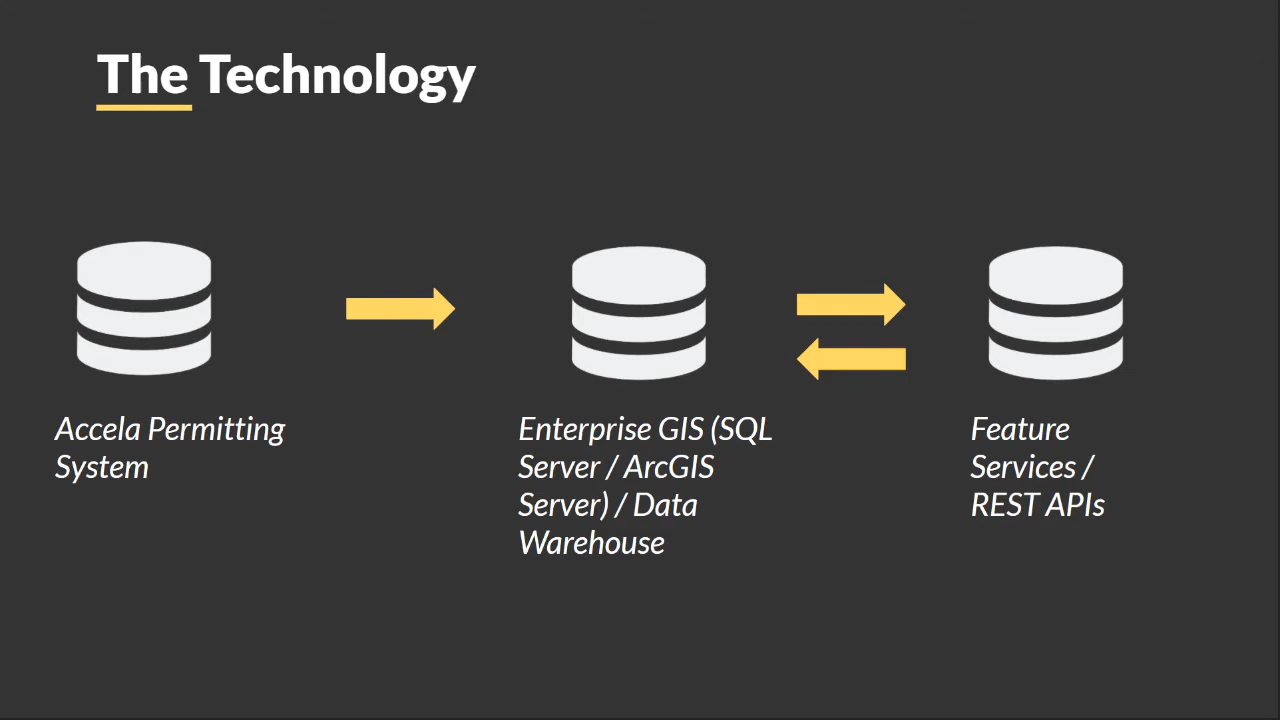 The Technology
Accela Permitting
System
Enterprise GIS (SQL
Server / ArcGIS
Server) / Data
Warehouse
Feature
Services /
REST APIs